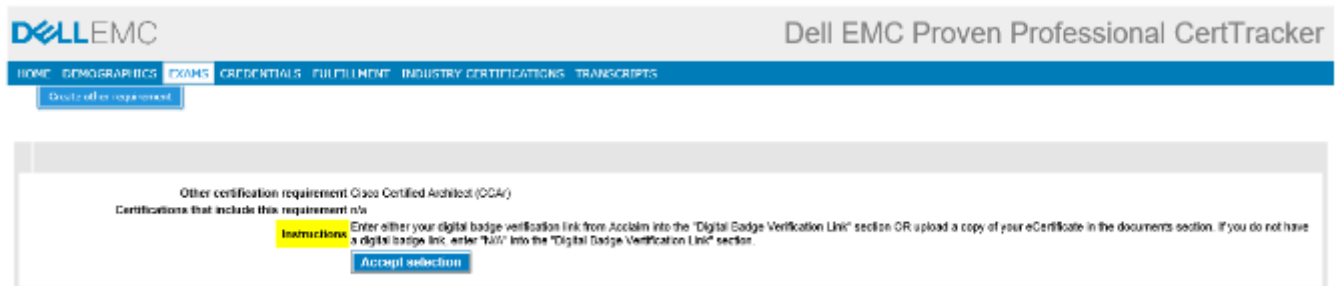 DELLEMC
Dell EMC Proven Professional CertTracker
HOME DEMOGRAPHICS EXAMS CREDENTIALS FULFILLMENT INDUSTRY CERTIFICATIONS TRANSCRIPTS
Create other requirement
Other certification requirement Cisco Certified Architect (CCAr)
Certifications that include this requirement n/a
Instructions Enter either your digital badge verification link from Acclaim into the "Digital Badge Verification Link" section OR upload a copy of your eCertificate in the documents section. If you do not have
a digital badge link, enter "N/A" into the "Digital Badge Verification Link" section.
Accept selection